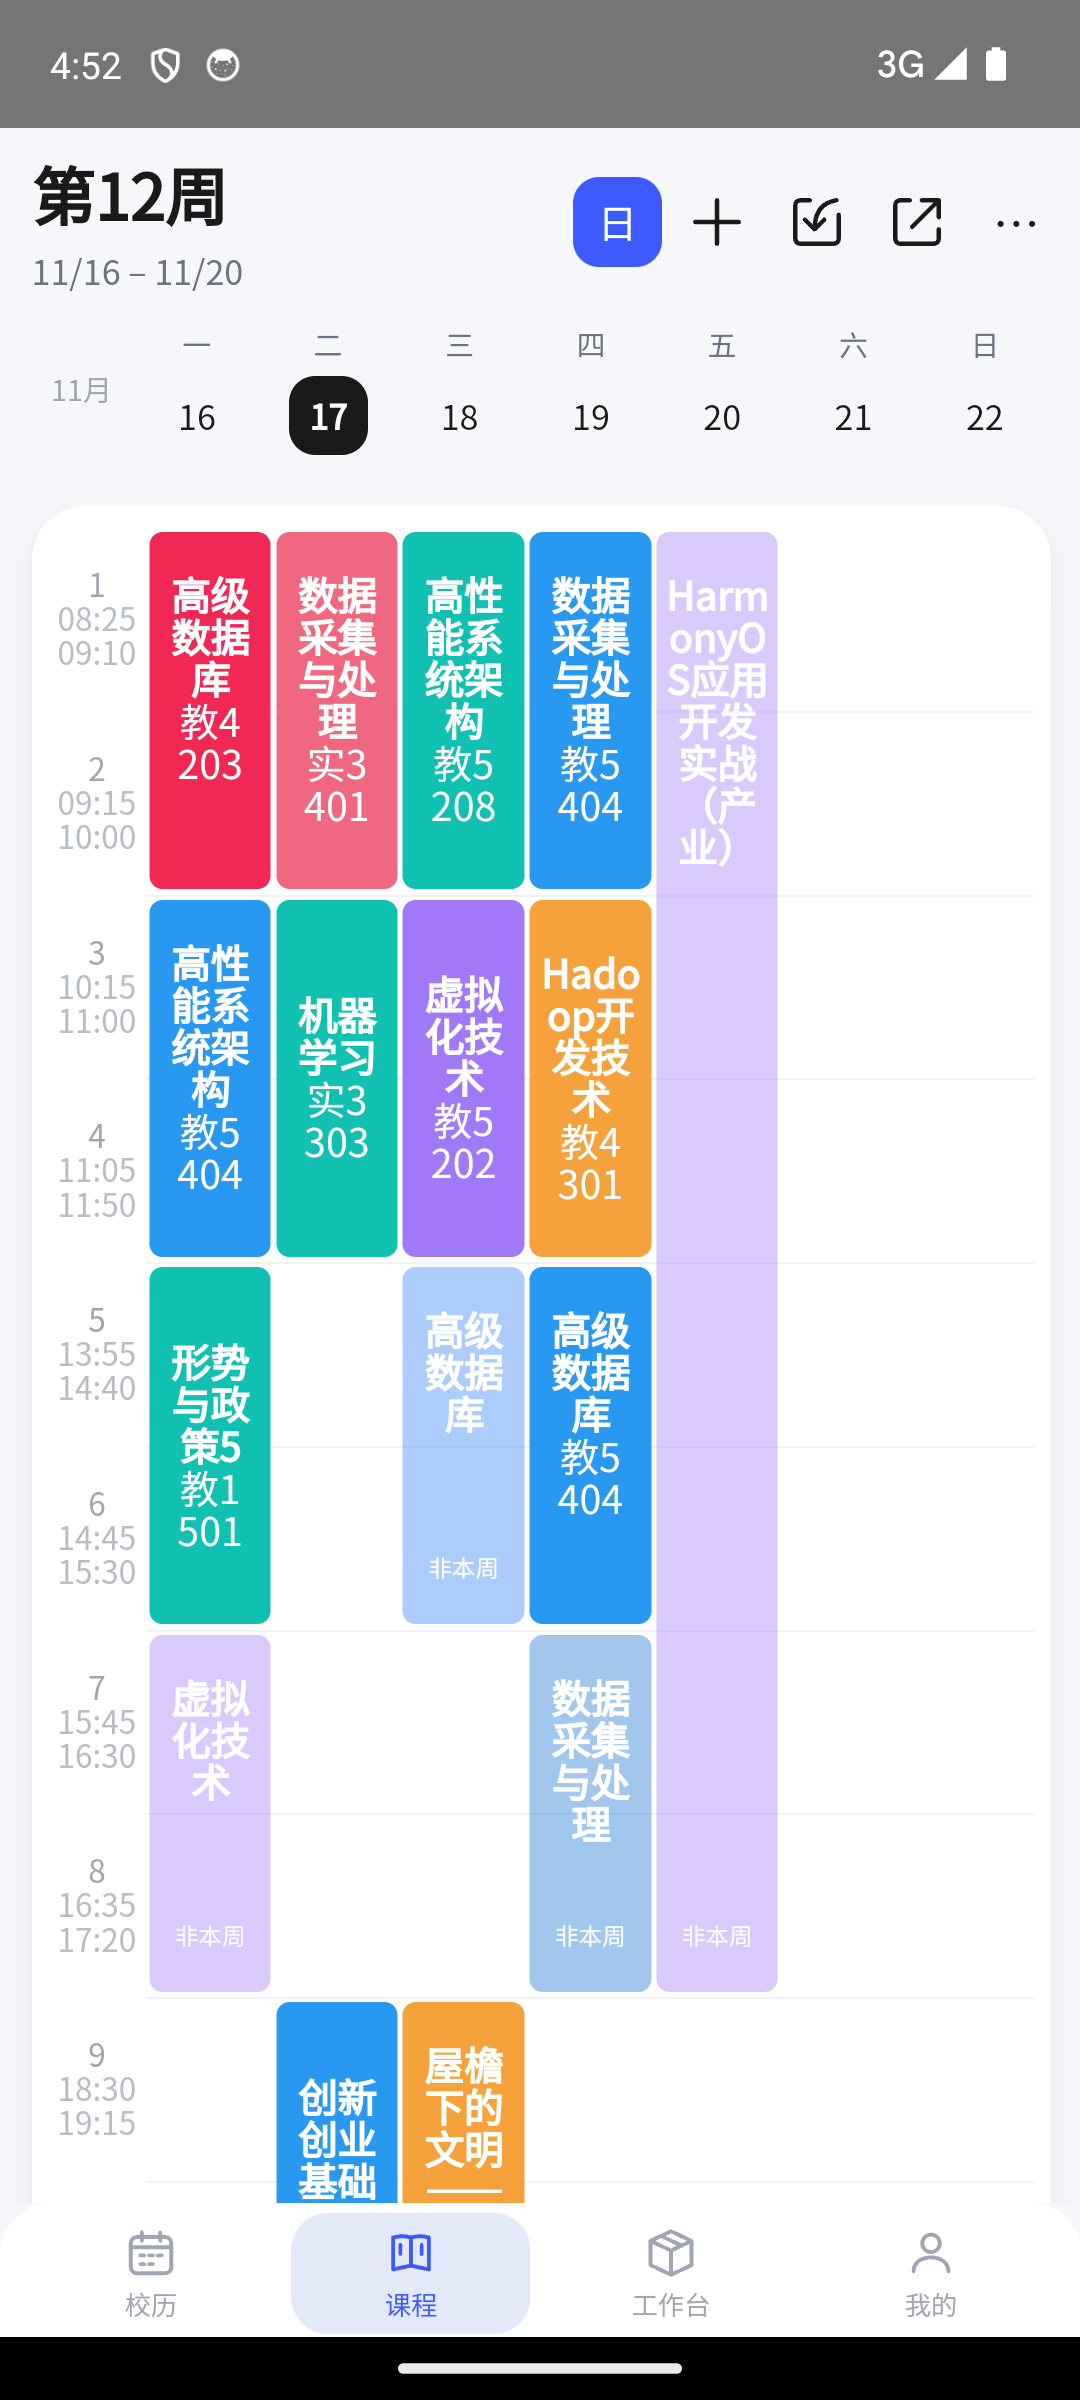 4:52
3G
第12周
11/16 – 11/20
日
一 二 三 四 五 六 日
11月
16 17 18 19 20 21 22
1
08:25
09:10
2
09:15
10:00
3
10:15
11:00
4
11:05
11:50
5
13:55
14:40
6
14:45
15:30
7
15:45
16:30
8
16:35
17:20
9
18:30
19:15
高级
数据
库
教4
203
高性
能系
统架
构
教5
404
形势
与政
策5
教1
501
虚拟
化技
术
非本周
数据
采集
与处
理
实3
401
机器
学习
实3
303
创新
创业
基础
高性
能系
统架
构
教5
208
虚拟
化技
术
教5
202
高级
数据
库
非本周
屋檐
下的
文明
——
数据
采集
与处
理
教5
404
Hado
op开
发技
术
教4
301
高级
数据
库
教5
404
数据
采集
与处
理
非本周
Harm
onyO
S应用
开发
实战
（产
业）
非本周
校历
课程
工作台
我的